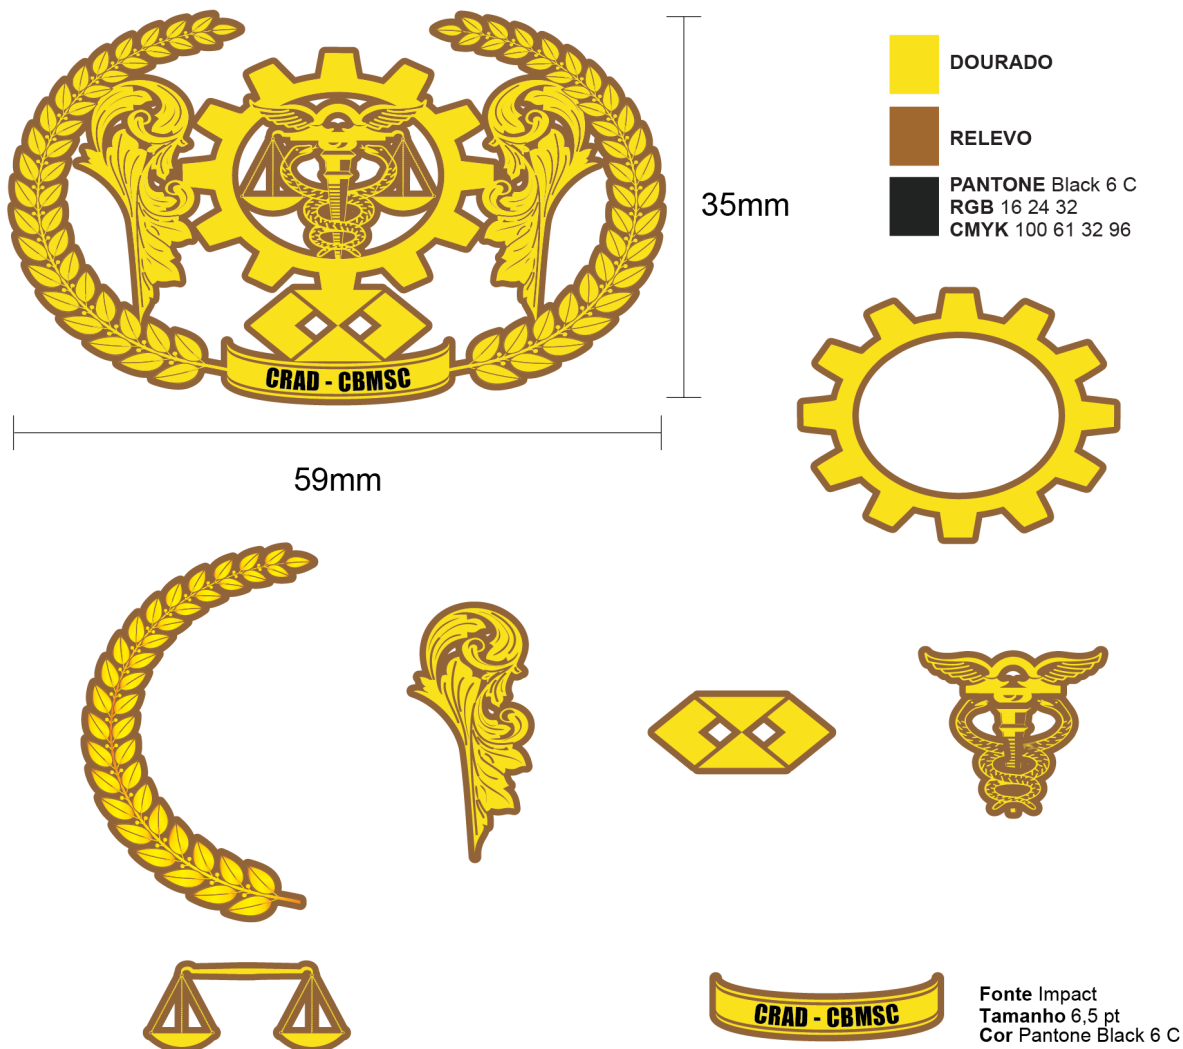 DOURADO
RELEVO
PANTONE Black 6 C
RGB 16 24 32
CMYK 100 61 32 96
35mm
CRAD - CBMSC
59mm
CRAD - CBMSC
Fonte Impact
Tamanho 6,5 pt
Cor Pantone Black 6 C